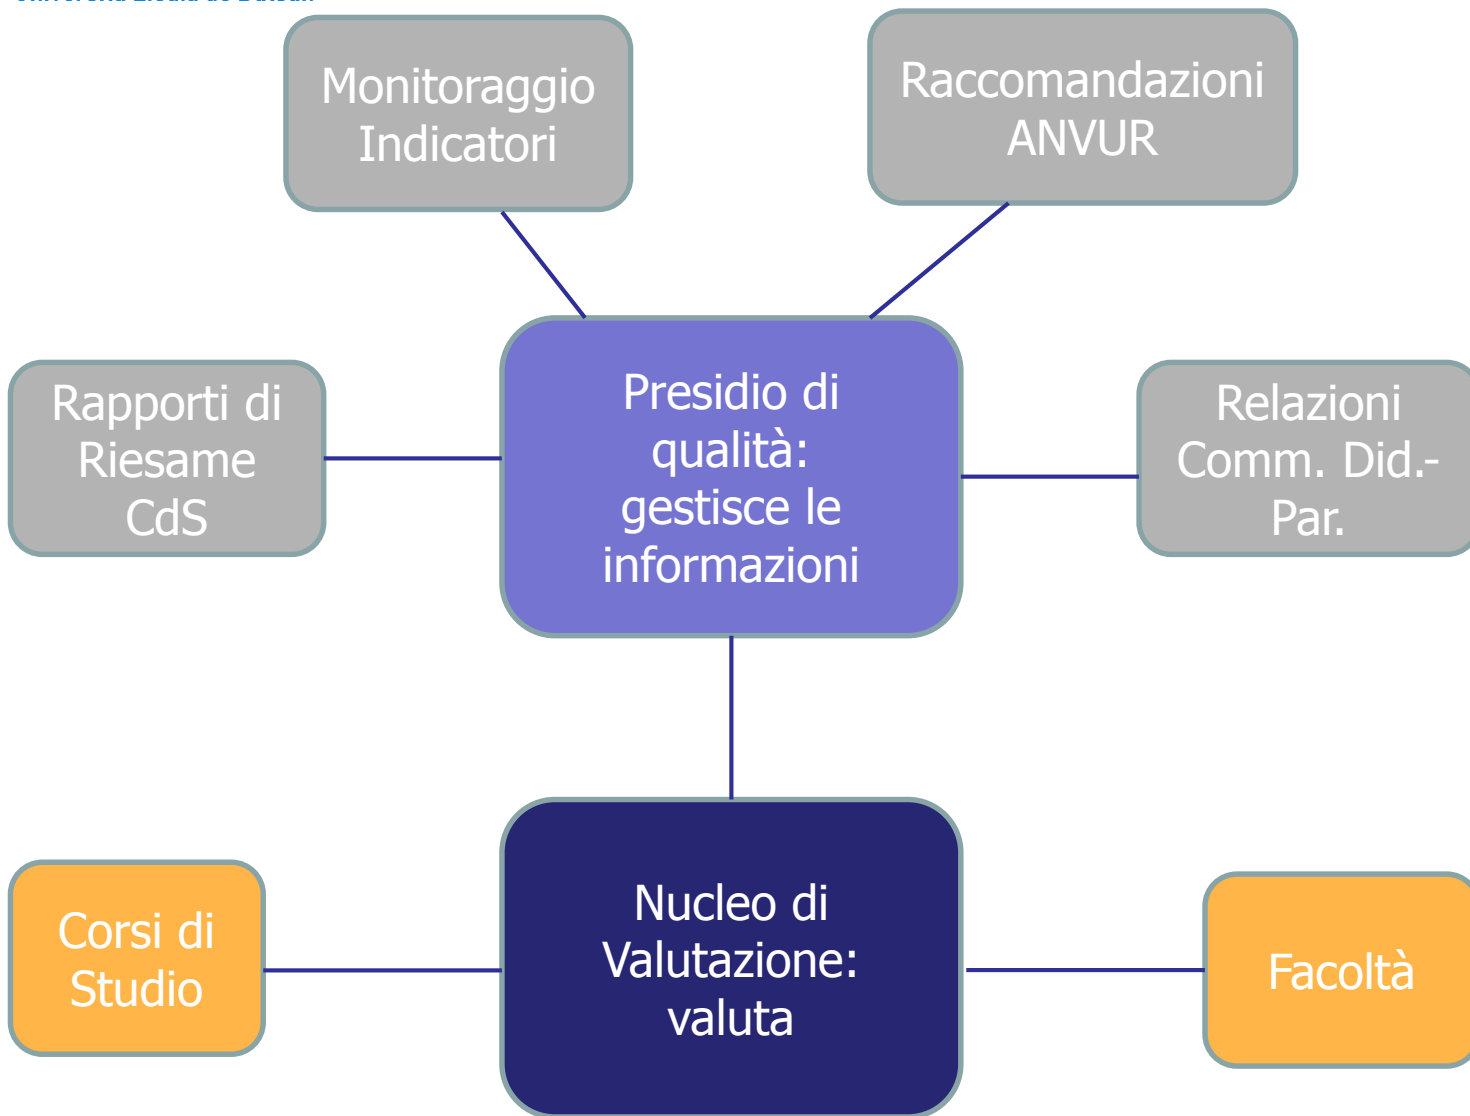 Monitoraggio
Indicatori
Raccomandazioni
ANVUR
Rapporti di
Riesame
CdS
Presidio di
qualità:
gestisce le
informazioni
Relazioni
Comm. Did.-
Par.
Corsi di
Studio
Nucleo di
Valutazione:
valuta
Facoltà